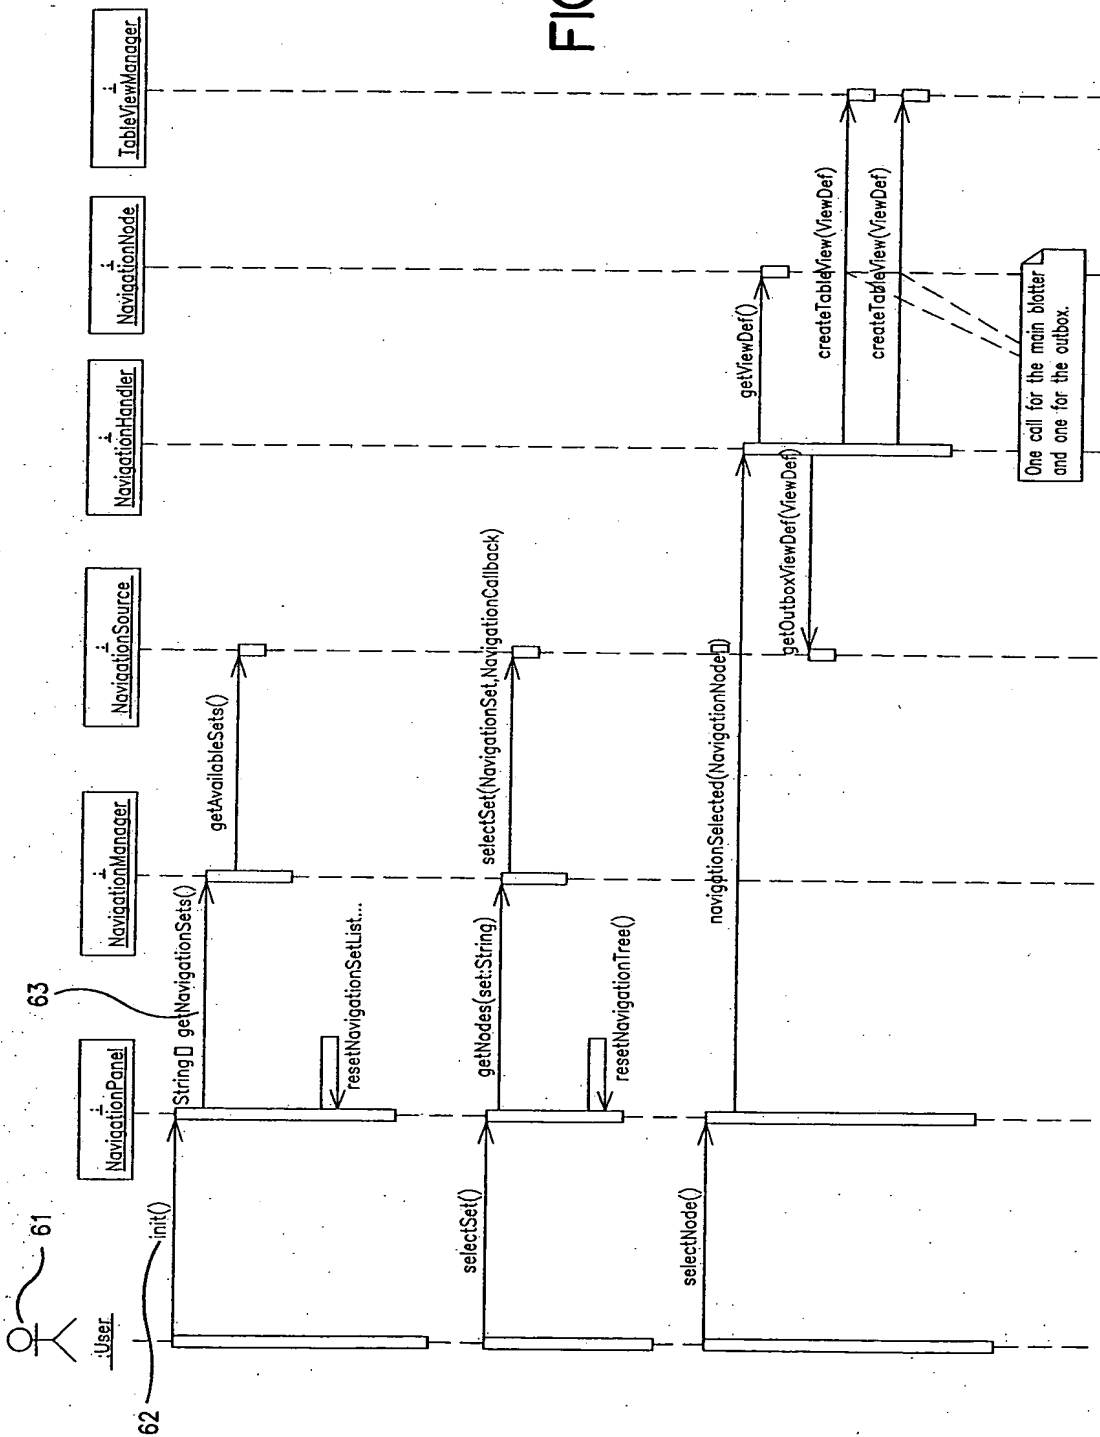 FIG
61
:User
62
63
:
NavigationPanel
:
NavigationManager
:
NavigationSource
:
NavigationHandler
:
NavigationNode
:
TableViewManager
init()
String[] getNavigationSets()
getAvailableSets()
resetNavigationSetList...
selectSet()
getNodes(set:String)
selectSet(NavigationSet,NavigationCallback)
resetNavigationTree()
selectNode()
navigationSelected(NavigationNode[])
getViewDef()
getOutboxViewDef(ViewDef)
createTableView(ViewDef)
createTableView(ViewDef)
One call for the main blotter
and one for the outbox.